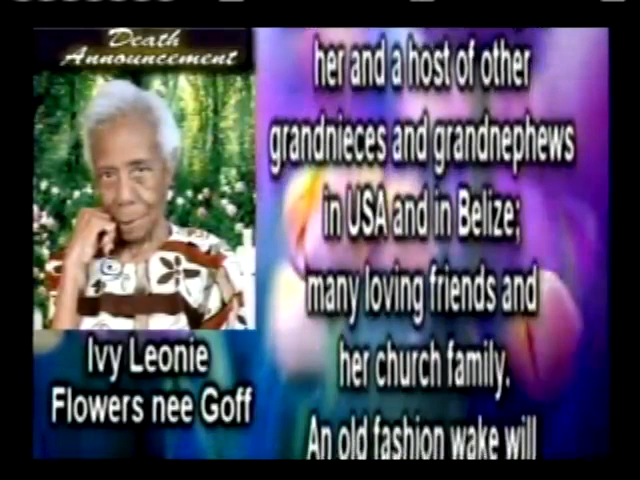 Death
Announcement
Ivy Leonie
Flowers nee Goff
her and a host of other
grandnieces and grandnephews
in USA and in Belize;
many loving friends and
her church family.
An old fashion wake will